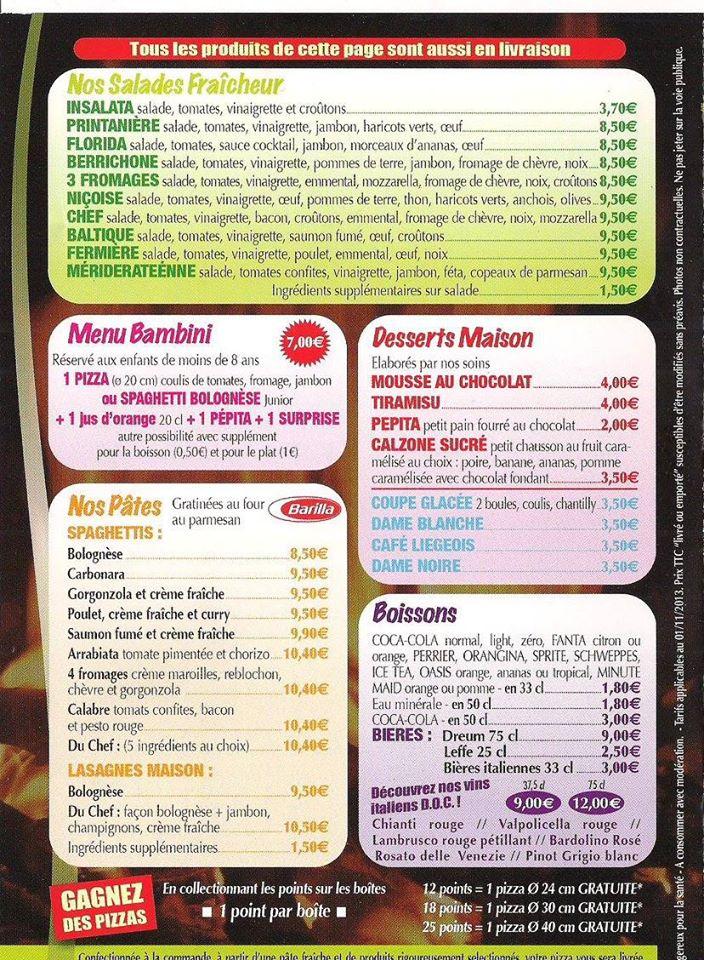 Tous les produits de cette page sont aussi en livraison
Nos Salades Fraîcheur
INSALATA salade, tomates, vinaigrette et croûtons 3,70€
PRINTANIÈRE salade, tomates, vinaigrette, jambon, haricots verts, œuf 8,50€
FLORIDA salade, tomates, sauce cocktail, jambon, morceaux d'ananas, œuf 8,50€
BERRICHONE salade, tomates, vinaigrette, pommes de terre, jambon, fromage de chèvre, noix 8,50€
3 FROMAGES salade, tomates, vinaigrette, emmental, mozzarella, fromage de chèvre, noix, croûtons 8,50€
NIÇOISE salade, tomates, vinaigrette, œuf, pommes de terre, thon, haricots verts, anchois, olives 9,50€
CHEF salade, tomates, vinaigrette, bacon, croûtons, emmental, fromage de chèvre, noix, mozzarella 9,50€
BALTIQUE salade, tomates, vinaigrette, saumon fumé, œuf, croûtons 9,50€
FERMIÈRE salade, tomates, vinaigrette, poulet, emmental, œuf, noix 9,50€
MÉRIDERATEÉNNE salade, tomates confites, vinaigrette, jambon, féta, copeaux de parmesan 9,50€
Ingrédients supplémentaires sur salade 1,50€
Menu Bambini
7,00€
Réservé aux enfants de moins de 8 ans
1 PIZZA (ø 20 cm) coulis de tomates, fromage, jambon
ou SPAGHETTI BOLOGNÈSE Junior
+ 1 jus d'orange 20 cl + 1 PÉPITA + 1 SURPRISE
autre possibilité avec supplément
pour la boisson (0,50€) et pour le plat (1€)
Nos Pâtes
Gratinées au four
au parmesan
Barilla
SPAGHETTIS :
Bolognèse 8,50€
Carbonara 9,50€
Gorgonzola et crème fraîche 9,50€
Poulet, crème fraîche et curry 9,50€
Saumon fumé et crème fraîche 9,90€
Arrabiata tomate pimentée et chorizo 10,40€
4 fromages crème maroilles, reblochon,
chèvre et gorgonzola 10,40€
Calabre tomats confites, bacon
et pesto rouge 10,40€
Du Chef : (5 ingrédients au choix) 10,40€
LASAGNES MAISON :
Bolognèse 9,50€
Du Chef : façon bolognèse + jambon,
champignons, crème fraîche 10,50€
Ingrédients supplémentaires 1,50€
Desserts Maison
Elaborés par nos soins
MOUSSE AU CHOCOLAT 4,00€
TIRAMISU 4,00€
PEPITA petit pain fourré au chocolat 2,00€
CALZONE SUCRÉ petit chausson au fruit cara-
mélisé au choix : poire, banane, ananas, pomme
caramélisée avec chocolat fondant 3,50€
COUPE GLACÉE 2 boules, coulis, chantilly 3,50€
DAME BLANCHE 3,50€
CAFÉ LIEGEOIS 3,50€
DAME NOIRE 3,50€
Boissons
COCA-COLA normal, light, zéro, FANTA citron ou
orange, PERRIER, ORANGINA, SPRITE, SCHWEPPES,
ICE TEA, OASIS orange, ananas ou tropical, MINUTE
MAID orange ou pomme - en 33 cl 1,80€
Eau minérale - en 50 cl 1,80€
COCA-COLA - en 50 cl 3,00€
BIERES : Dreum 75 cl 9,00€
Leffe 25 cl 2,50€
Bières italiennes 33 cl 3,00€
Découvrez nos vins
italiens D.O.C. !
37,5 cl 75 cl
9,00€ 12,00€
Chianti rouge // Valpolicella rouge //
Lambrusco rouge pétillant // Bardolino Rosé
Rosato delle Venezie // Pinot Grigio blanc
GAGNEZ
DES PIZZAS
En collectionnant les points sur les boîtes
■ 1 point par boîte ■
12 points = 1 pizza Ø 24 cm GRATUITE*
18 points = 1 pizza Ø 30 cm GRATUITE*
25 points = 1 pizza Ø 40 cm GRATUITE*
Confectionnée à la commande, à partir d'une pâte fraiche et de produits rigoureusement selectionnés, votre pizza vous sera livrée
gereux pour la santé - A consommer avec modération. - Tarifs applicables au 01/11/2013. Prix TTC "livré ou emporté" susceptibles d'être modifiés sans préavis. Photos non contractuelles. Ne pas jeter sur la voie publique.